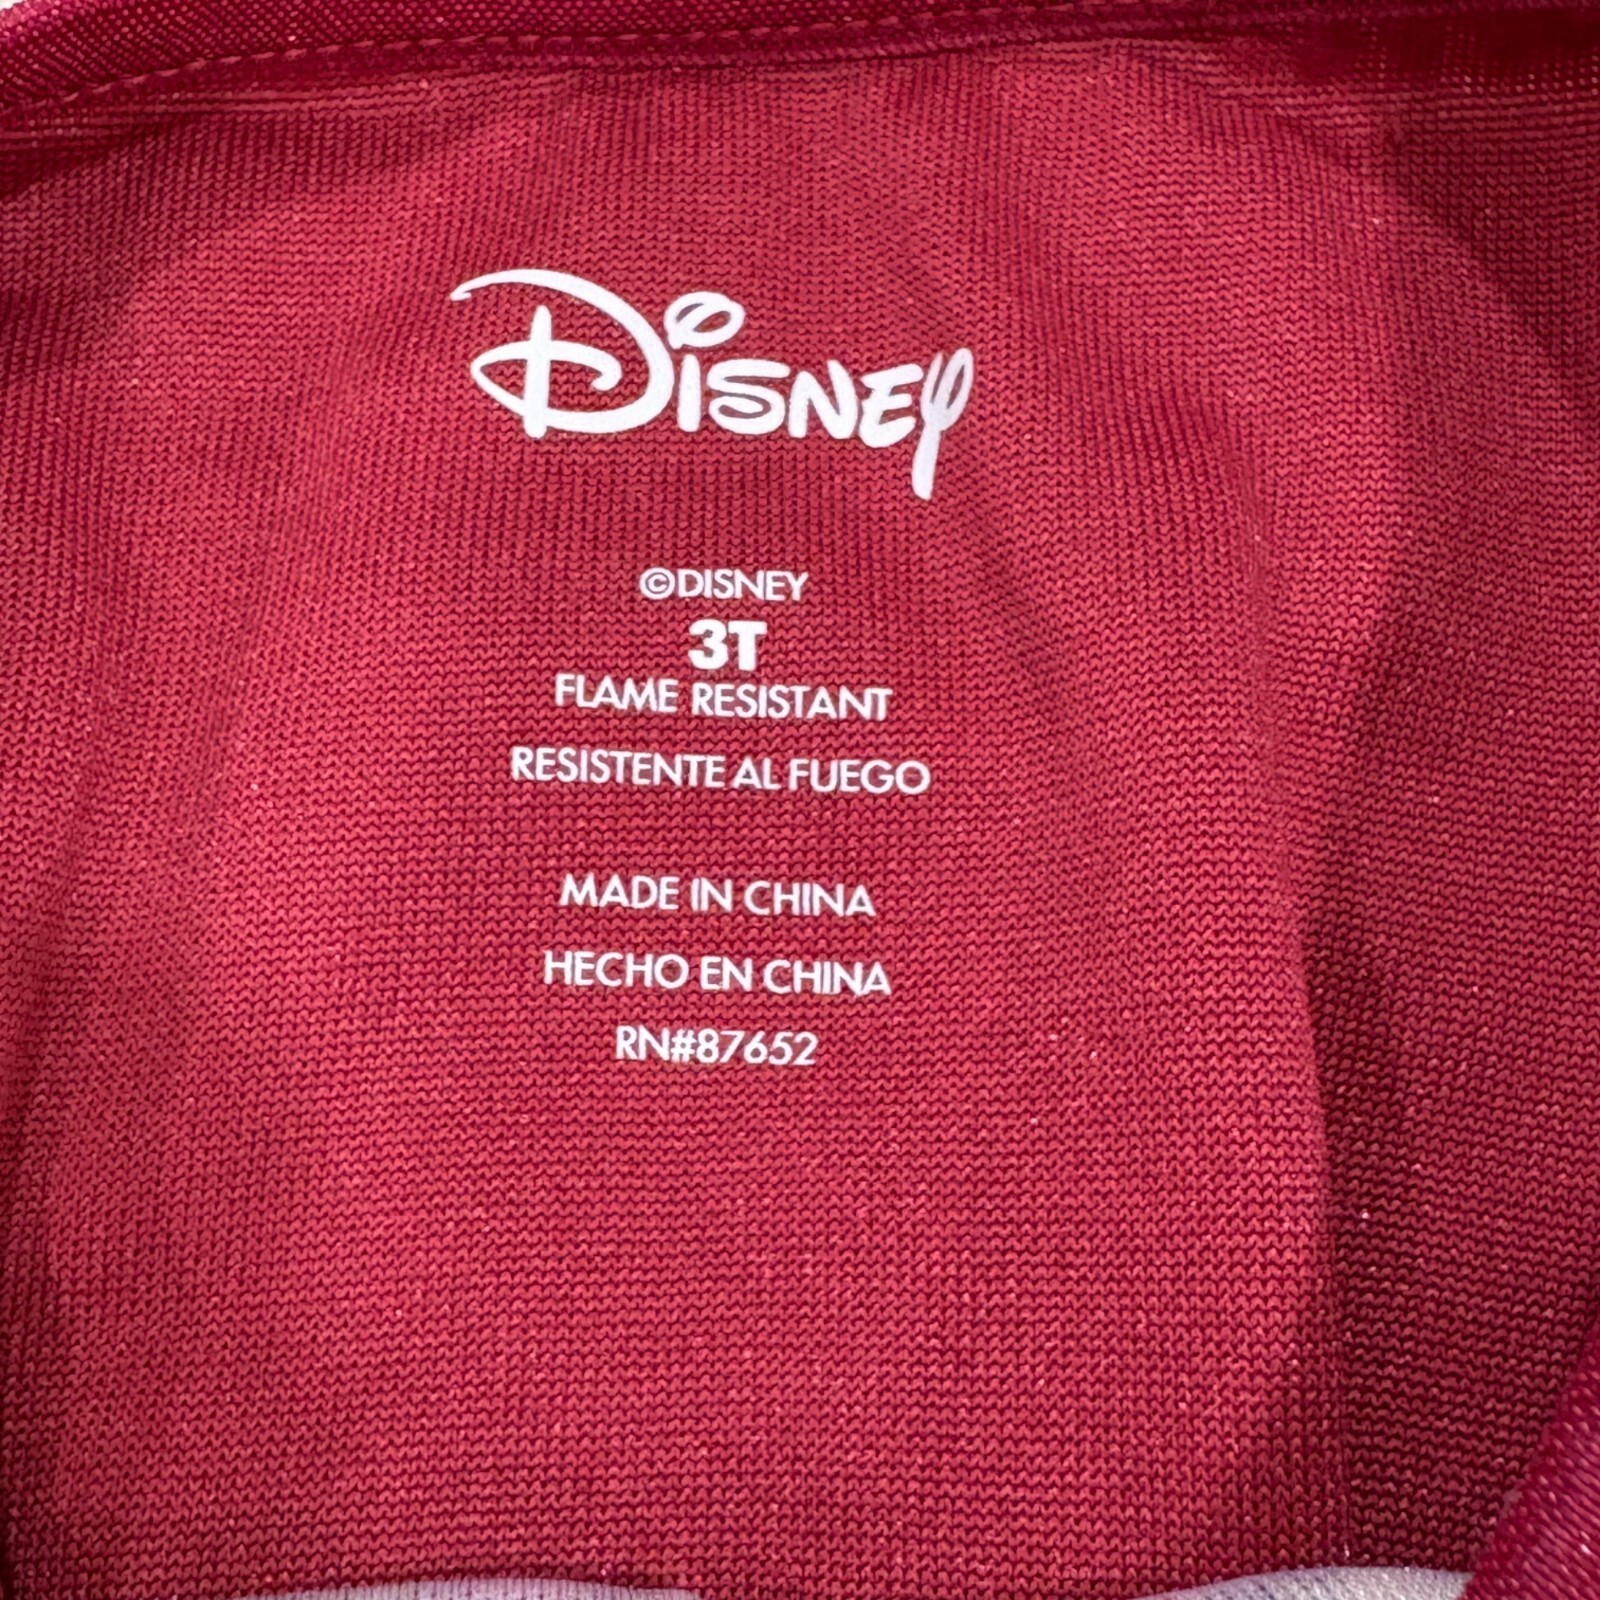 Disney
©DISNEY
3T
FLAME RESISTANT
RESISTENTE AL FUEGO
MADE IN CHINA
HECHO EN CHINA
RN#87652